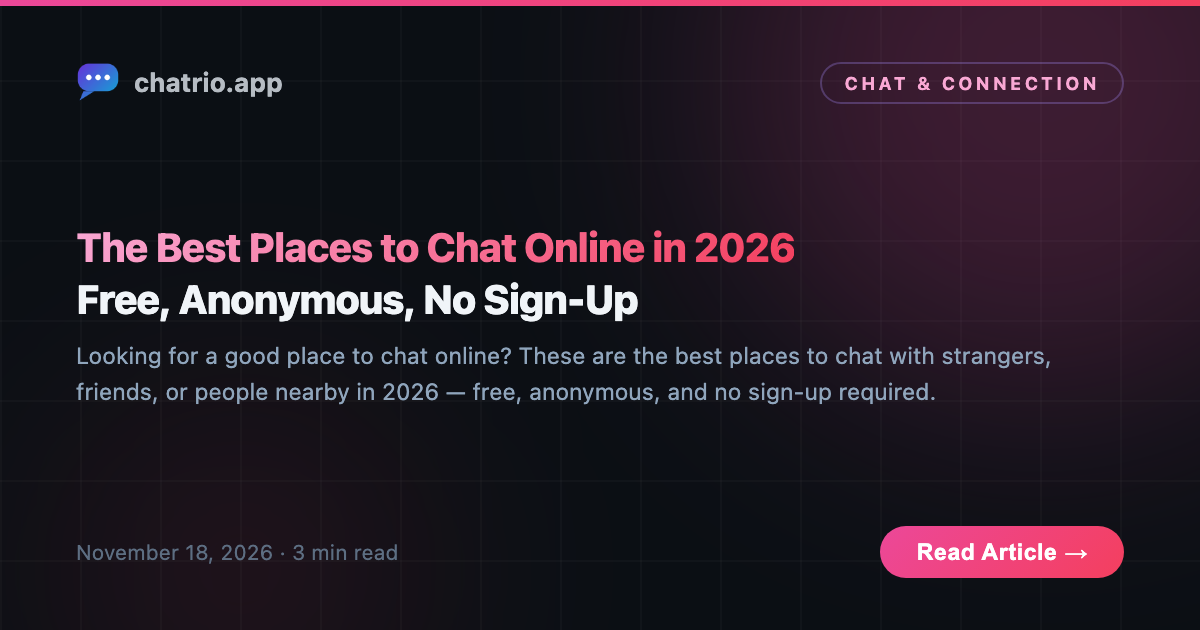 chatrio.app
CHAT & CONNECTION
The Best Places to Chat Online in 2026
Free, Anonymous, No Sign-Up
Looking for a good place to chat online? These are the best places to chat with strangers,
friends, or people nearby in 2026 — free, anonymous, and no sign-up required.
November 18, 2026 · 3 min read
Read Article →